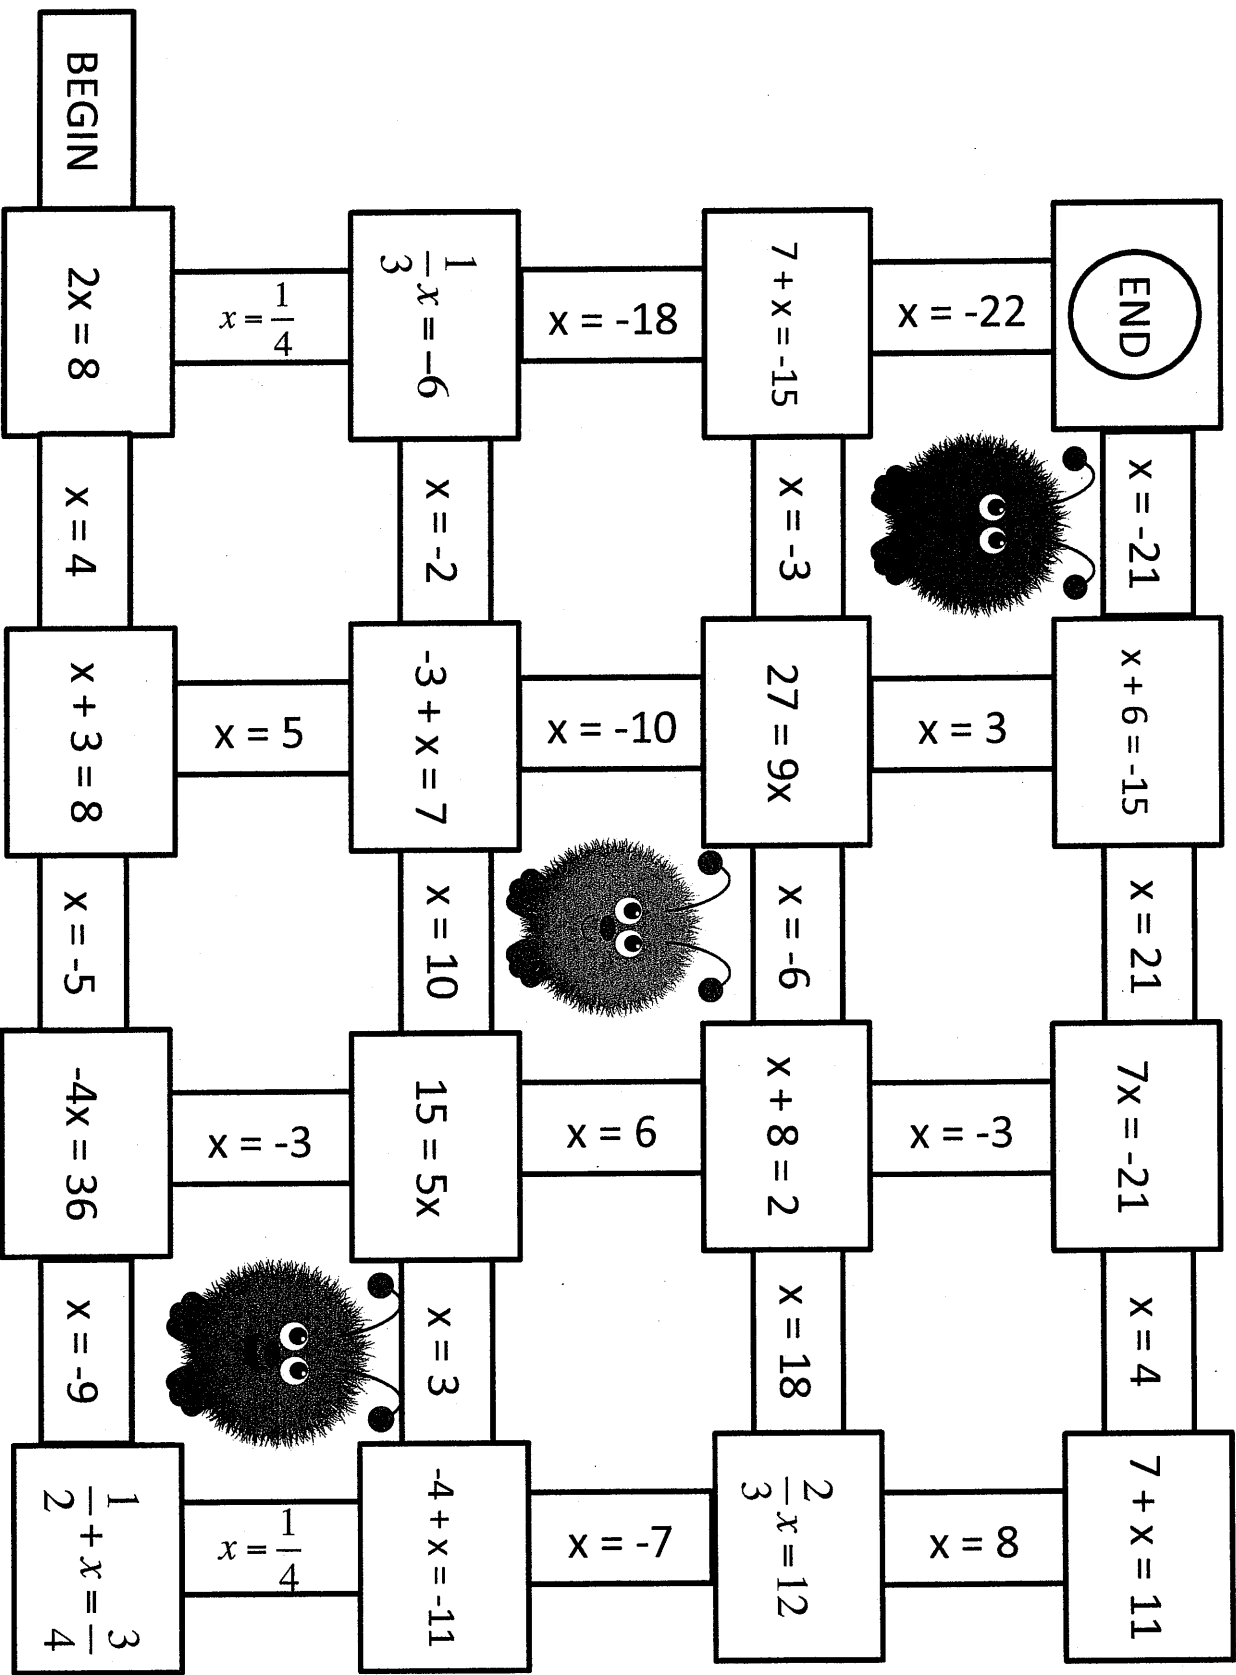 END
x = -21
x + 6 = -15
x = 21
7x = -21
x = 4
7 + x = 11
x = -22
x = 3
x = -3
x = 8
7 + x = -15
x = -3
27 = 9x
x = -6
x + 8 = 2
x = 18
2/3 x = 12
x = -18
x = -10
x = 6
x = -7
1/3 x = -6
x = -2
-3 + x = 7
x = 10
15 = 5x
x = 3
-4 + x = -11
x = 1/4
x = 5
x = -3
x = 1/4
BEGIN
2x = 8
x = 4
x + 3 = 8
x = -5
-4x = 36
x = -9
1/2 + x = 3/4